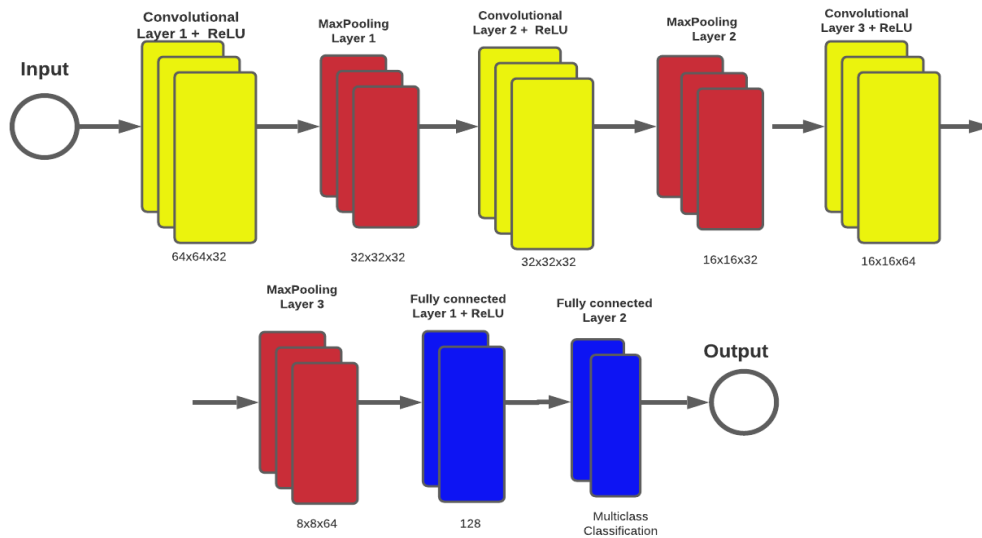 Input
Convolutional
Layer 1 + ReLU
64x64x32
MaxPooling
Layer 1
32x32x32
Convolutional
Layer 2 + ReLU
32x32x32
MaxPooling
Layer 2
16x16x32
Convolutional
Layer 3 + ReLU
16x16x64
MaxPooling
Layer 3
8x8x64
Fully connected
Layer 1 + ReLU
128
Fully connected
Layer 2
Multiclass
Classification
Output